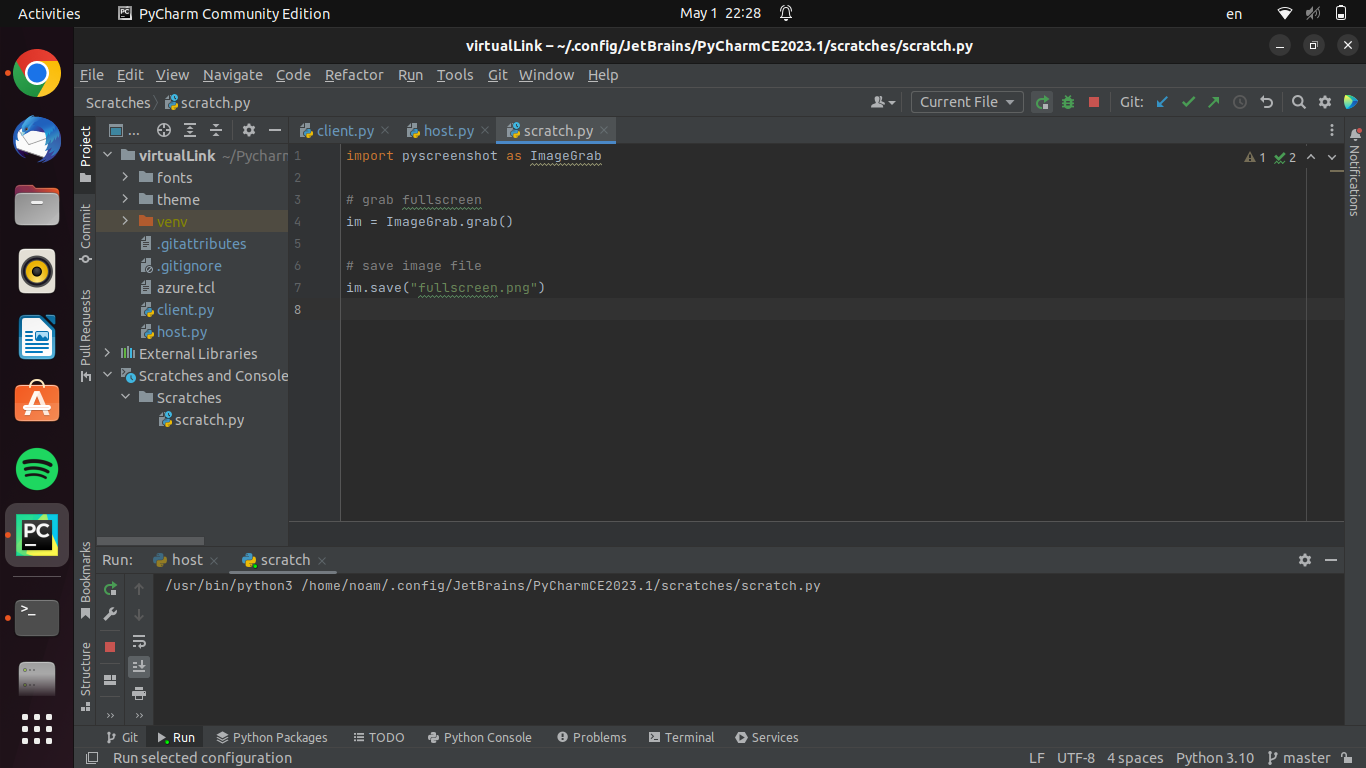 Activities PyCharm Community Edition May 1 22:28 en
virtualLink – ~/.config/JetBrains/PyCharmCE2023.1/scratches/scratch.py
File Edit View Navigate Code Refactor Run Tools Git Window Help
Scratches scratch.py Current File Git:
Project
... client.py host.py scratch.py
virtualLink ~/Pycharm
fonts
theme
venv
.gitattributes
.gitignore
azure.tcl
client.py
host.py
External Libraries
Scratches and Console
Scratches
scratch.py
Commit
Pull Requests
Bookmarks
Structure
Notifications
1 import pyscreenshot as ImageGrab
2
3 # grab fullscreen
4 im = ImageGrab.grab()
5
6 # save image file
7 im.save("fullscreen.png")
8
1 2
Run: host scratch
/usr/bin/python3 /home/noam/.config/JetBrains/PyCharmCE2023.1/scratches/scratch.py
PC
>_
Git Run Python Packages TODO Python Console Problems Terminal Services
Run selected configuration LF UTF-8 4 spaces Python 3.10 master